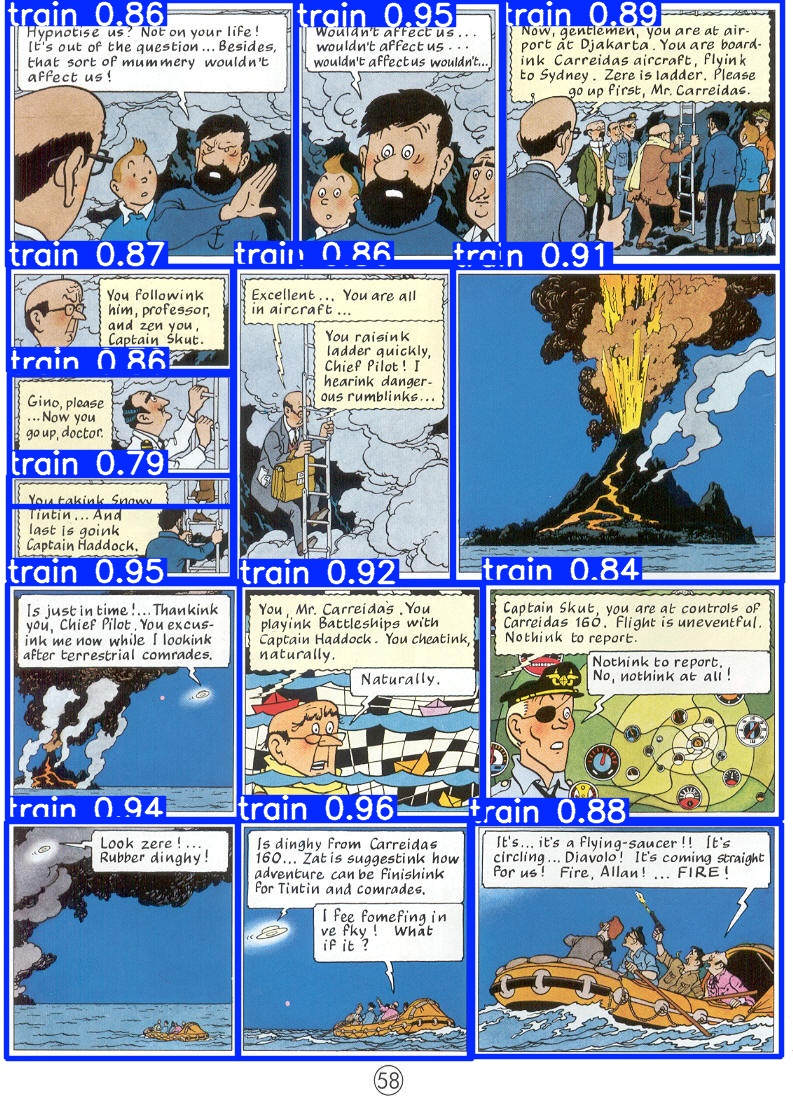 train 0.86
train 0.95
train 0.89
Hypnotise us? Not on your life!
It's out of the question... Besides,
that sort of mummery wouldn't
affect us!
Wouldn't affect us...
wouldn't affect us...
wouldn't affect us wouldn't...
Now, gentlemen, you are at air-
port at Djakarta. You are board-
ink Carreidas aircraft, flyink
to Sydney. Zere is ladder. Please
go up first, Mr. Carreidas.
train 0.87
train 0.86
train 0.91
You followink
him, professor,
and zen you,
Captain Skut.
train 0.86
Gino, please
...Now you
go up, doctor.
train 0.79
You takink Snowy
Tintin... And
last is goink
Captain Haddock.
Excellent... You are all
in aircraft...
You raisink
ladder quickly,
Chief Pilot! I
hearink danger-
ous rumblinks...
train 0.95
train 0.92
train 0.84
Is just in time!... Thankink
you, Chief Pilot. You excus-
ink me now while I lookink
after terrestrial comrades.
You, Mr. Carreidas. You
playink Battleships with
Captain Haddock. You cheatink,
naturally.
Naturally.
Captain Skut, you are at controls of
Carreidas 160. Flight is uneventful.
Nothink to report.
Nothink to report.
No, nothink at all!
train 0.94
train 0.96
train 0.88
Look zere!...
Rubber dinghy!
Is dinghy from Carreidas
160... Zat is suggestink how
adventure can be finishink
for Tintin and comrades.
I fee fomefing in
ve fky! What
if it?
It's... it's a flying-saucer!! It's
circling... Diavolo! It's coming straight
for us! Fire, Allan! ... FIRE!
58